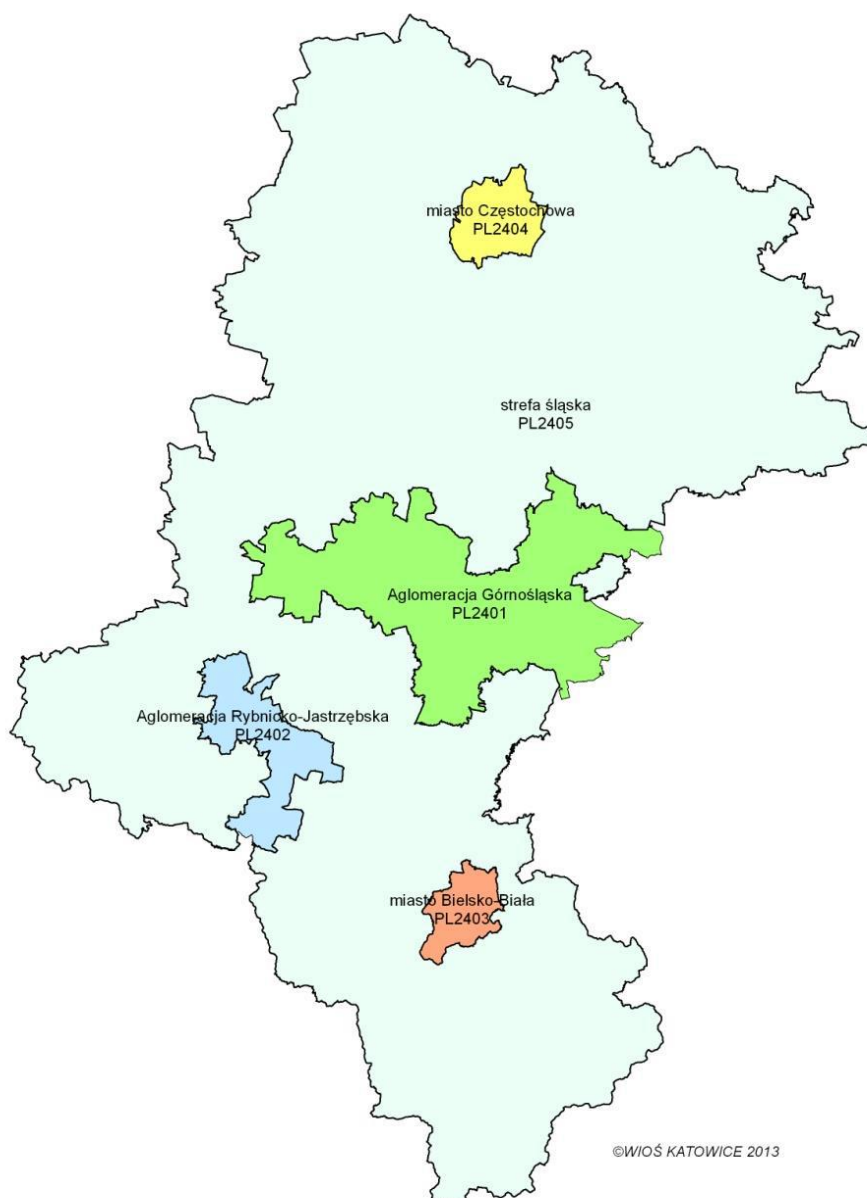 miasto Częstochowa
PL2404
strefa śląska
PL2405
Aglomeracja Górnośląska
PL2401
Aglomeracja Rybnicko-Jastrzębska
PL2402
miasto Bielsko-Biała
PL2403
©WIOŚ KATOWICE 2013